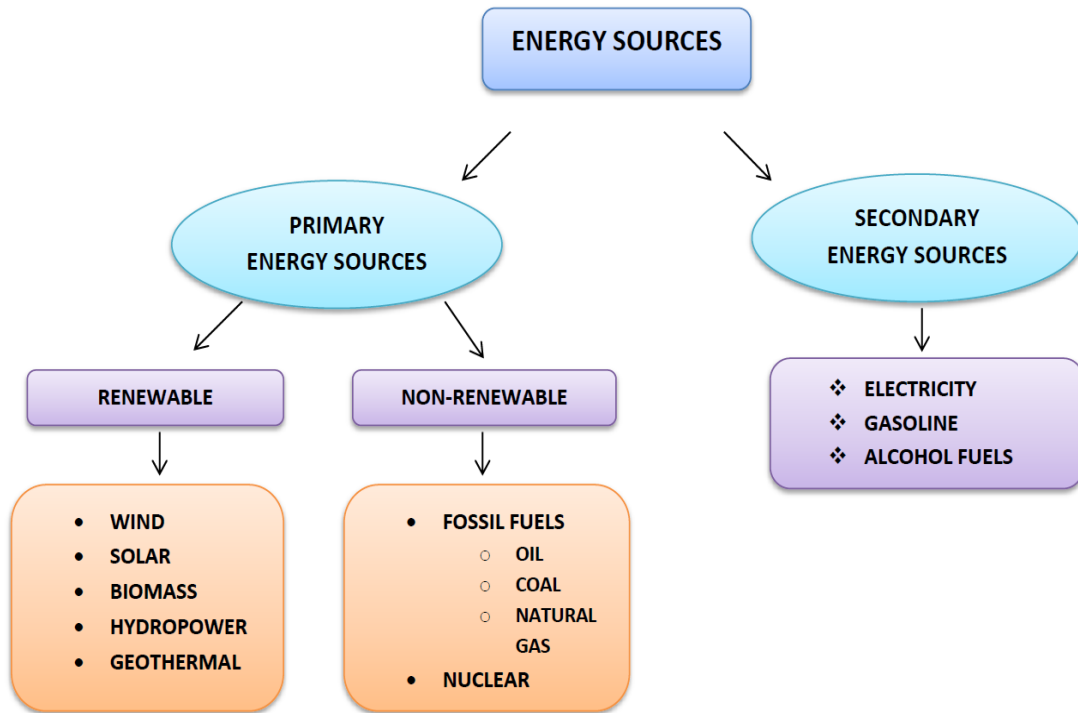 ENERGY SOURCES
PRIMARY
ENERGY SOURCES
SECONDARY
ENERGY SOURCES
RENEWABLE
NON-RENEWABLE
❖ ELECTRICITY
❖ GASOLINE
❖ ALCOHOL FUELS
• WIND
• SOLAR
• BIOMASS
• HYDROPOWER
• GEOTHERMAL
• FOSSIL FUELS
○ OIL
○ COAL
○ NATURAL
GAS
• NUCLEAR